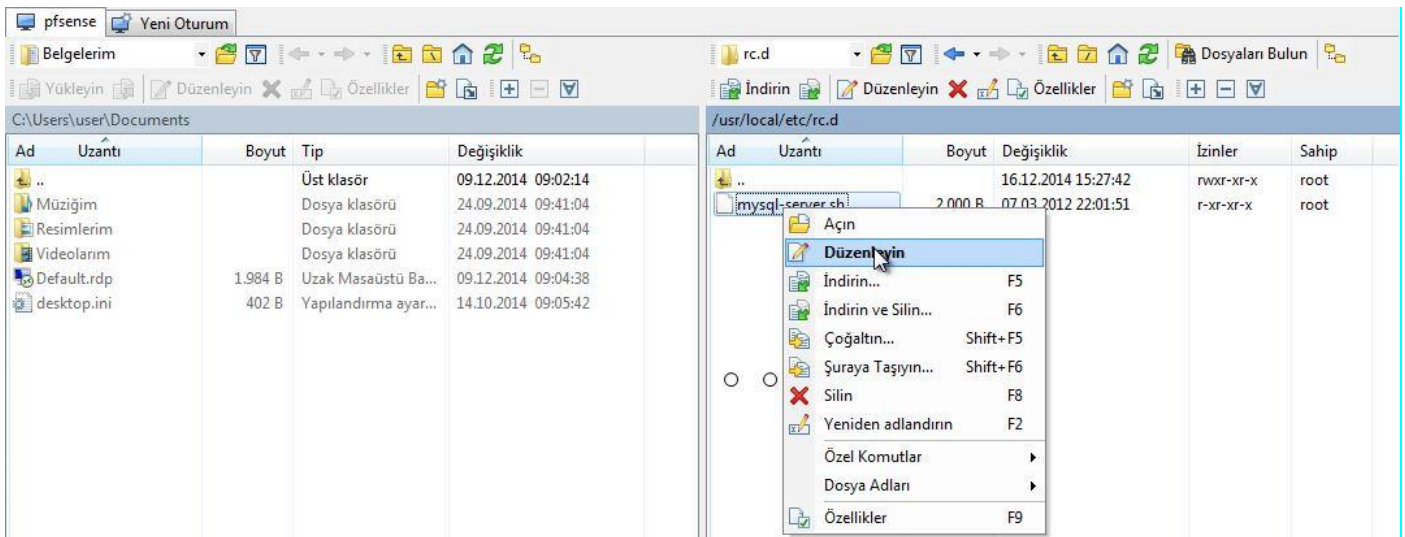 pfsense Yeni Oturum
Belgelerim
Yükleyin Düzenleyin Özellikler
C:\Users\user\Documents
Ad Uzantı Boyut Tip Değişiklik
.. Üst klasör 09.12.2014 09:02:14
Müziğim Dosya klasörü 24.09.2014 09:41:04
Resimlerim Dosya klasörü 24.09.2014 09:41:04
Videolarım Dosya klasörü 24.09.2014 09:41:04
Default.rdp 1.984 B Uzak Masaüstü Ba... 09.12.2014 09:04:38
desktop.ini 402 B Yapılandırma ayar... 14.10.2014 09:05:42
rc.d Dosyaları Bulun
İndirin Düzenleyin Özellikler
/usr/local/etc/rc.d
Ad Uzantı Boyut Değişiklik İzinler Sahip
.. 16.12.2014 15:27:42 rwxr-xr-x root
mysql-server.sh 2.000 B 07.03.2012 22:01:51 r-xr-xr-x root
Açın
Düzenleyin
İndirin... F5
İndirin ve Silin... F6
Çoğaltın... Shift+F5
Şuraya Taşıyın... Shift+F6
Silin F8
Yeniden adlandırın F2
Özel Komutlar
Dosya Adları
Özellikler F9